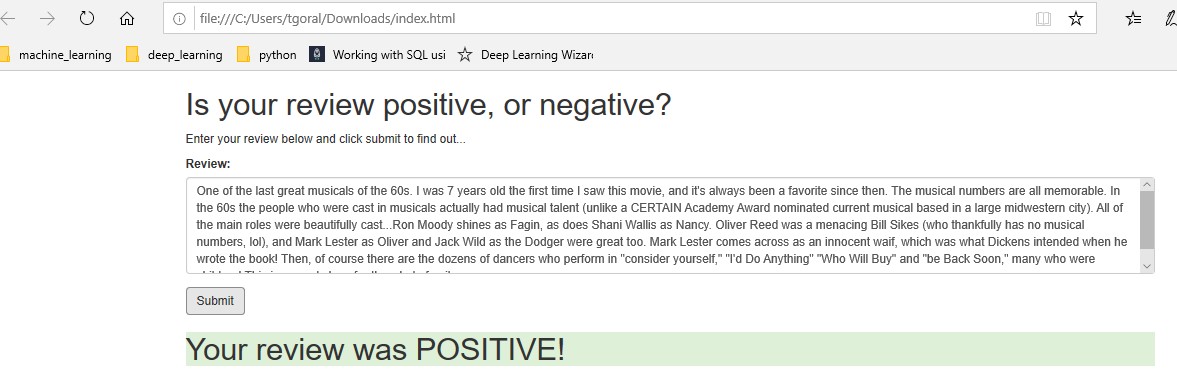 file:///C:/Users/tgoral/Downloads/index.html
machine_learning deep_learning python Working with SQL usi Deep Learning Wizar
Is your review positive, or negative?
Enter your review below and click submit to find out...
Review:
One of the last great musicals of the 60s. I was 7 years old the first time I saw this movie, and it's always been a favorite since then. The musical numbers are all memorable. In
the 60s the people who were cast in musicals actually had musical talent (unlike a CERTAIN Academy Award nominated current musical based in a large midwestern city). All of
the main roles were beautifully cast...Ron Moody shines as Fagin, as does Shani Wallis as Nancy. Oliver Reed was a menacing Bill Sikes (who thankfully has no musical
numbers, lol), and Mark Lester as Oliver and Jack Wild as the Dodger were great too. Mark Lester comes across as an innocent waif, which was what Dickens intended when he
wrote the book! Then, of course there are the dozens of dancers who perform in "consider yourself," "I'd Do Anything" "Who Will Buy" and "be Back Soon," many who were
Submit
Your review was POSITIVE!